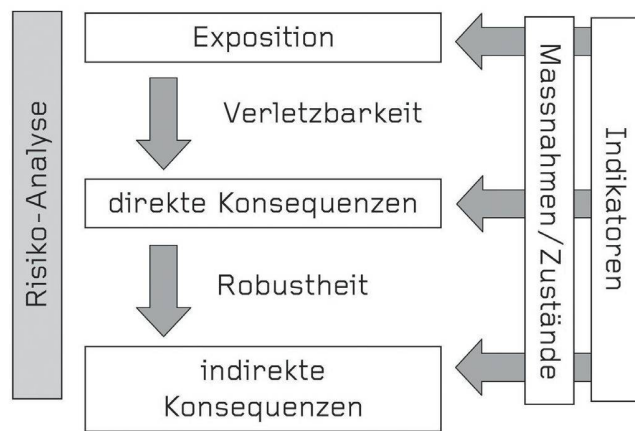 Risiko-Analyse
Exposition
Verletzbarkeit
direkte Konsequenzen
Robustheit
indirekte
Konsequenzen
Massnahmen/Zustände
Indikatoren